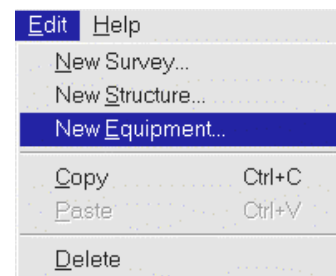 Edit Help
New Survey...
New Structure...
New Equipment...
Copy Ctrl+C
Paste Ctrl+V
Delete